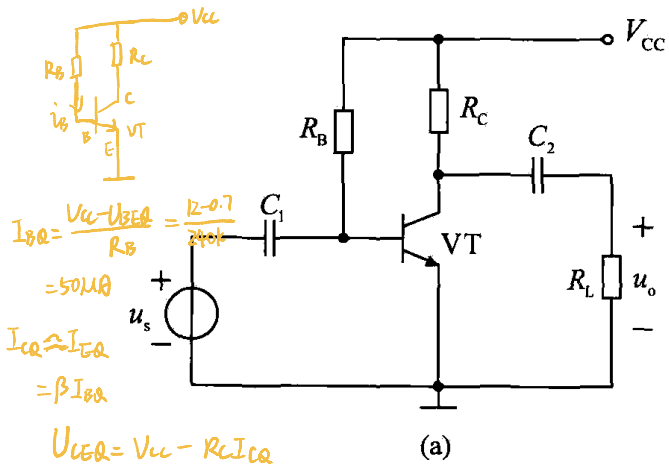 Vcc
RB
Rc
C
iB
B
VT
E
IBQ = (Vcc - UBEQ) / RB = (12-0.7) / 240k
=50μA
ICQ ≈ IEQ
=βIBQ
UCEQ = Vcc - RcICQ
VCC
RC
RB
C2
C1
VT
+
+
us
RL
uo
−
−
(a)